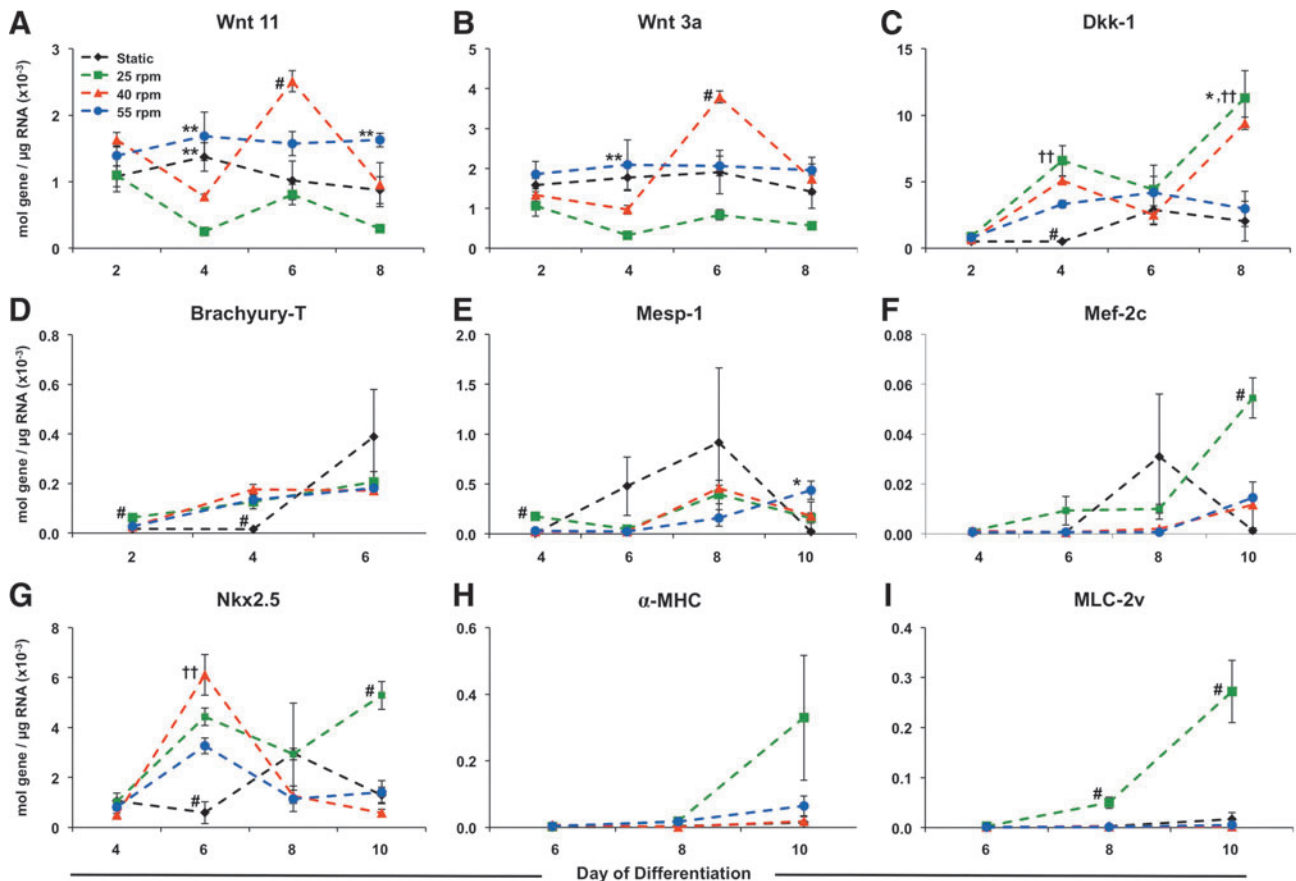 A Wnt 11
mol gene / µg RNA (x10-3)
3
2
1
0
Static
25 rpm
40 rpm
55 rpm
**
**
#
**
2 4 6 8
B Wnt 3a
5
4
3
2
1
0
**
#
2 4 6 8
C Dkk-1
15
10
5
0
††
#
*,††
2 4 6 8
D Brachyury-T
mol gene / µg RNA (x10-3)
0.8
0.6
0.4
0.2
0.0
#
#
2 4 6
E Mesp-1
2.0
1.5
1.0
0.5
0.0
#
*
4 6 8 10
F Mef-2c
0.08
0.06
0.04
0.02
0.00
#
4 6 8 10
G Nkx2.5
mol gene / µg RNA (x10-3)
8
6
4
2
0
††
#
#
4 6 8 10
H α-MHC
0.6
0.4
0.2
0.0
6 8 10
I MLC-2v
0.4
0.3
0.2
0.1
0.0
#
#
6 8 10
Day of Differentiation